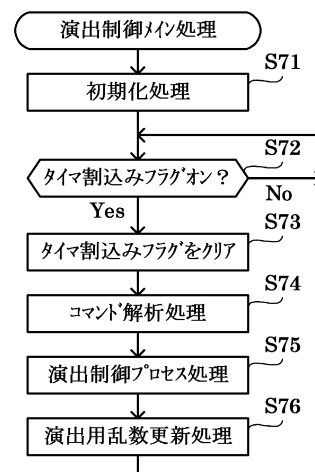 演出制御ﾒｲﾝ処理
S71
初期化処理
S72
ﾀｲﾏ割込みﾌﾗｸﾞｵﾝ?
No
Yes
S73
ﾀｲﾏ割込みﾌﾗｸﾞをｸﾘｱ
S74
ｺﾏﾝﾄﾞ解析処理
S75
演出制御ﾌﾟﾛｾｽ処理
S76
演出用乱数更新処理